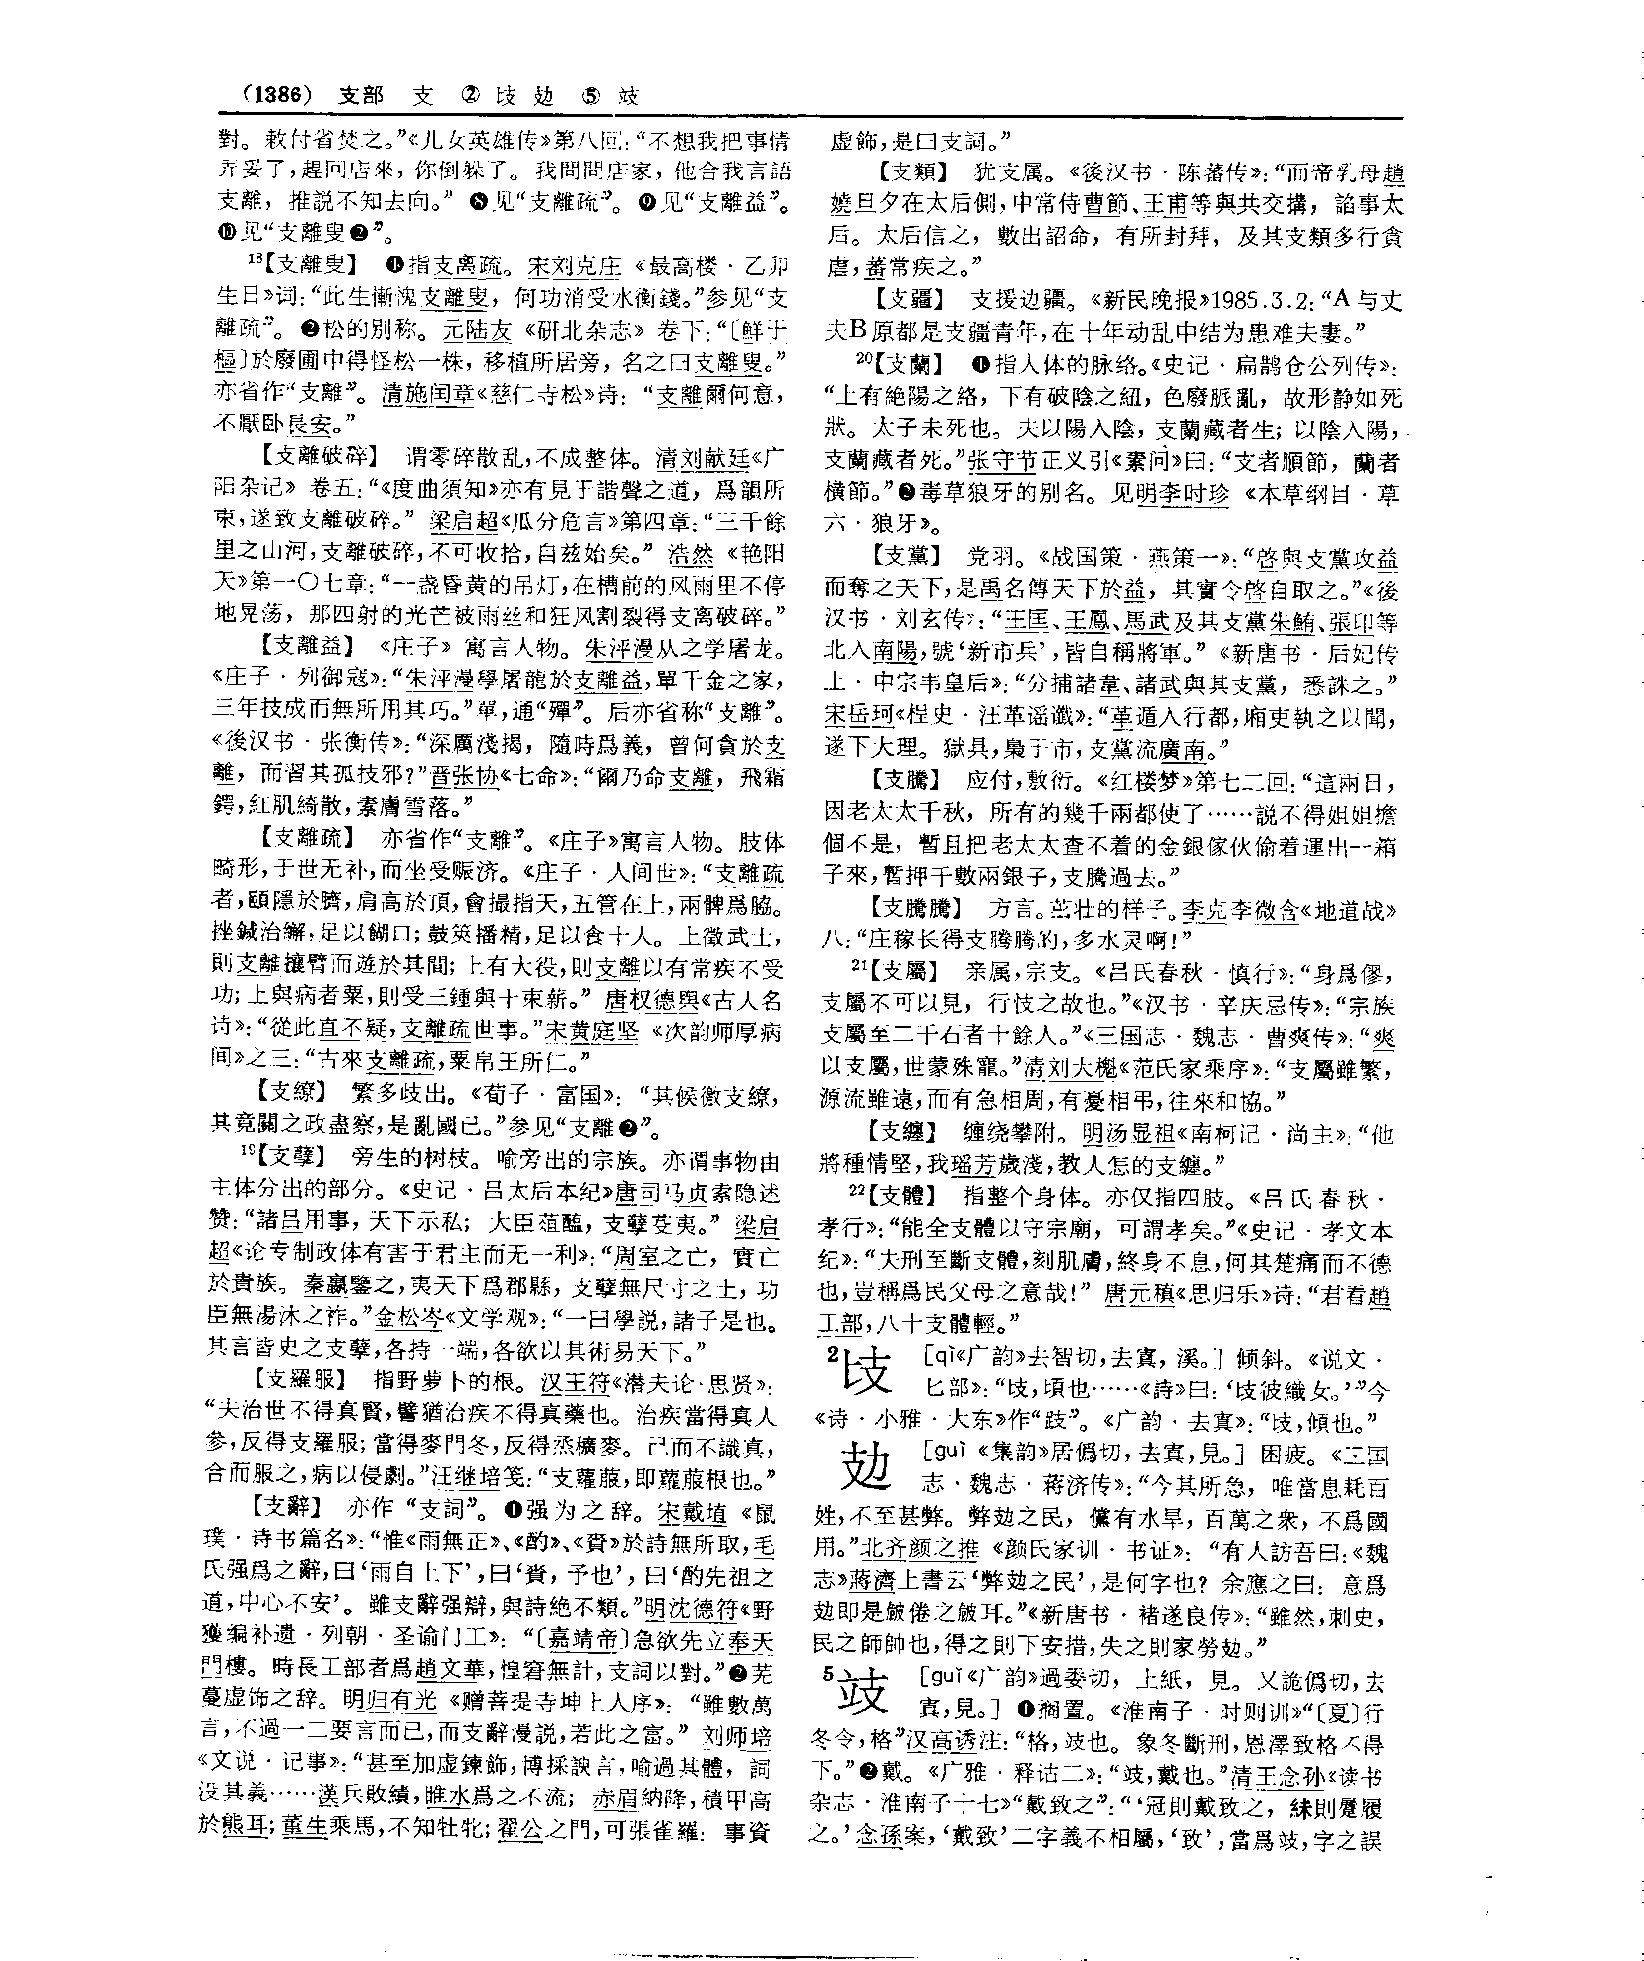 （1386） 支部 支 ② 攱 攰 ⑤ 攱
對。敕付省焚之。”《儿女英雄传》第八回：“不想我把事情
弄妥了，趕回店來，你倒躲了。我問問店家，他合我言語
支離，推説不知去向。”❽见“支離疏”。❾见“支離益”。
❿见“支離叟❷”。
18【支離叟】 ❶指支离疏。宋刘克庄《最高楼·乙卯
生日》词：“此生慚愧支離叟，何功消受水衡錢。”参见“支
離疏”。❷松的别称。元陆友《研北杂志》卷下：“〔鮮于
樞〕於廢圃中得怪松一株，移植所居旁，名之曰支離叟。”
亦省作“支離”。清施闰章《慈仁寺松》诗：“支離爾何意，
不厭卧長安。”
【支離破碎】 谓零碎散乱，不成整体。清刘献廷《广
阳杂记》卷五：“《度曲須知》亦有見于諧聲之道，爲韻所
束，遂致支離破碎。”梁启超《瓜分危言》第四章：“三千餘
里之山河，支離破碎，不可收拾，自兹始矣。”浩然《艳阳
天》第一〇七章：“一盏昏黄的吊灯，在槽前的风雨里不停
地晃荡，那四射的光芒被雨丝和狂风割裂得支离破碎。”
【支離益】 《庄子》寓言人物。朱泙漫从之学屠龙。
《庄子·列御寇》：“朱泙漫學屠龍於支離益，單千金之家，
三年技成而無所用其巧。”單，通“殫”。后亦省称“支離”。
《後汉书·张衡传》：“深厲淺揭，隨時爲義，曾何貪於支
離，而習其孤技邪？”晋张协《七命》：“爾乃命支離，飛霜
鍔，紅肌綺散，素膚雪落。”
【支離疏】 亦省作“支離”。《庄子》寓言人物。肢体
畸形，于世无补，而坐受赈济。《庄子·人间世》：“支離疏
者，頤隱於臍，肩高於頂，會撮指天，五管在上，兩髀爲脇。
挫鍼治繲，足以餬口；鼓筴播精，足以食十人。上徵武士，
則支離攘臂而遊於其間；上有大役，則支離以有常疾不受
功；上與病者粟，則受三鍾與十束薪。”唐权德舆《古人名
诗》：“從此直不疑，支離疏世事。”宋黄庭坚《次韵师厚病
间》之三：“古來支離疏，粟帛王所仁。”
【支繚】 繁多歧出。《荀子·富国》：“其候徼支繚，
其竟關之政盡察，是亂國已。”参见“支離❷”。
19【支孽】 旁生的树枝。喻旁出的宗族。亦谓事物由
主体分出的部分。《史记·吕太后本纪》唐司马贞索隐述
赞：“諸吕用事，天下示私；大臣葅醢，支孽芟夷。”梁启
超《论专制政体有害于君主而无一利》：“周室之亡，實亡
於貴族。秦嬴鑒之，夷天下爲郡縣，支孽無尺寸之土，功
臣無湯沐之祚。”金松岑《文学观》：“一曰學説，諸子是也。
其言皆史之支孽，各持一端，各欲以其術易天下。”
【支羅服】 指野萝卜的根。汉王符《潜夫论·思贤》：
“夫治世不得真賢，譬猶治疾不得真藥也。治疾當得真人
參，反得支羅服；當得麥門冬，反得烝穬麥。己而不識真，
合而服之，病以侵劇。”汪继培笺：“支蘿菔，即蘿菔根也。”
【支辭】 亦作“支詞”。❶强为之辞。宋戴埴《鼠
璞·诗书篇名》：“惟《雨無正》、《酌》、《賚》於詩無所取，毛
氏强爲之辭，曰‘雨自上下’，曰‘賚，予也’，曰‘酌先祖之
道，中心不安’。雖支辭强辯，與詩絶不類。”明沈德符《野
獲编补遗·列朝·圣谕门工》：“〔嘉靖帝〕急欲先立奉天
門樓。時長工部者爲趙文華，惶窘無計，支詞以對。”❷芜
蔓虚饰之辞。明归有光《赠菩提寺坤上人序》：“雖數萬
言，不過一二要言而已，而支辭漫説，若此之富。”刘师培
《文说·记事》：“甚至加虚鍊飾，博採諛言，喻過其體，詞
没其義……漢兵敗績，睢水爲之不流；赤眉納降，積甲高
於熊耳；董生乘馬，不知牡牝；翟公之門，可張雀羅：事資
虚飾，是曰支詞。”
【支類】 犹支属。《後汉书·陈蕃传》：“而帝乳母趙
嬈旦夕在太后側，中常侍曹節、王甫等與共交搆，諂事太
后。太后信之，數出詔命，有所封拜，及其支類多行貪
虐，蕃常疾之。”
【支疆】 支援边疆。《新民晚报》1985.3.2：“A与丈
夫B原都是支疆青年，在十年动乱中结为患难夫妻。”
20【支蘭】 ❶指人体的脉络。《史记·扁鹊仓公列传》：
“上有絶陽之絡，下有破陰之紐，色廢脈亂，故形静如死
狀。太子未死也。夫以陽入陰，支蘭藏者生；以陰入陽，
支蘭藏者死。”张守节正义引《素问》曰：“支者順節，蘭者
橫節。”❷毒草狼牙的别名。见明李时珍《本草纲目·草
六·狼牙》。
【支黨】 党羽。《战国策·燕策一》：“啓與支黨攻益
而奪之天下，是禹名傳天下於益，其實令啓自取之。”《後
汉书·刘玄传》：“王匡、王鳳、馬武及其支黨朱鮪、張卬等
北入南陽，號‘新市兵’，皆自稱將軍。”《新唐书·后妃传
上·中宗韦皇后》：“分捕諸韋、諸武與其支黨，悉誅之。”
宋岳珂《桯史·汪革谣谶》：“革遁入行都，廂吏執之以聞，
遂下大理。獄具，梟于市，支黨流廣南。”
【支騰】 应付，敷衍。《红楼梦》第七二回：“這兩日，
因老太太千秋，所有的幾千兩都使了……説不得姐姐擔
個不是，暫且把老太太查不着的金銀傢伙偷着運出一箱
子來，暫押千數兩銀子，支騰過去。”
【支騰騰】 方言。茁壮的样子。李克李微含《地道战》
八：“庄稼长得支腾腾的，多水灵啊！”
21【支屬】 亲属，宗支。《吕氏春秋·慎行》：“身爲僇，
支屬不可以見，行忮之故也。”《汉书·辛庆忌传》：“宗族
支屬至二千石者十餘人。”《三国志·魏志·曹爽传》：“爽
以支屬，世蒙殊寵。”清刘大櫆《范氏家乘序》：“支屬雖繁，
源流雖遠，而有急相周，有憂相弔，往來和協。”
【支纏】 缠绕攀附。明汤显祖《南柯记·尚主》：“他
將種情堅，我瑶芳歲淺，教人怎的支纏。”
22【支體】 指整个身体。亦仅指四肢。《吕氏春秋·
孝行》：“能全支體以守宗廟，可謂孝矣。”《史记·孝文本
纪》：“夫刑至斷支體，刻肌膚，終身不息，何其楚痛而不德
也，豈稱爲民父母之意哉！”唐元稹《思归乐》诗：“君看趙
工部，八十支體輕。”
2 𠦗 ［qǐ《广韵》去智切，去寘，溪。］倾斜。《说文·
匕部》：“𠦗，頃也……《詩》曰：‘𠦗彼織女。’”今
《诗·小雅·大东》作“跂”。《广韵·去寘》：“𠦗，傾也。”
攰 ［guì《集韵》居僞切，去寘，見。］困疲。《三国
志·魏志·蒋济传》：“今其所急，唯當息耗百
姓，不至甚弊。弊攰之民，儻有水旱，百萬之衆，不爲國
用。”北齐颜之推《颜氏家训·书证》：“有人訪吾曰：《魏
志》蔣濟上書云‘弊攰之民’，是何字也？余應之曰：意爲
攰即是㩻倦之㩻耳。”《新唐书·褚遂良传》：“雖然，刺史，
民之師帥也，得之則下安措，失之則家勞攰。”
5 攱 ［guǐ《广韵》過委切，上紙，見。又詭僞切，去
寘，見。］❶搁置。《淮南子·时则训》“〔夏〕行
冬令，格”汉高诱注：“格，攱也。象冬斷刑，恩澤致格不得
下。”❷戴。《广雅·释诂二》：“攱，戴也。”清王念孙《读书
杂志·淮南子十七》“戴致之”：“‘冠則戴致之，絉則躄履
之。’念孫案，‘戴致’二字義不相屬，‘致’，當爲攱，字之誤